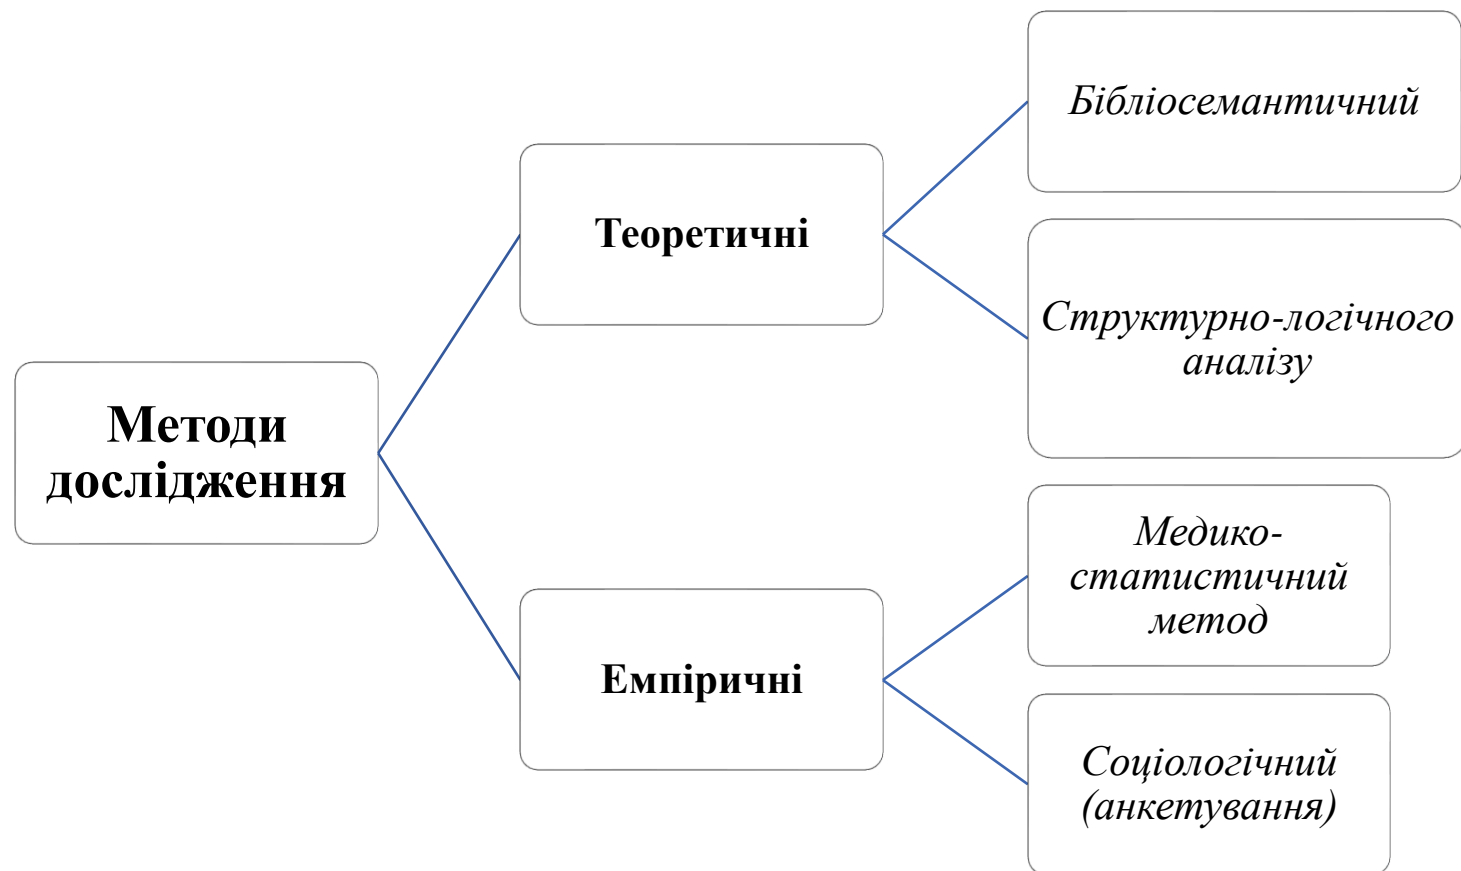 Методи
дослідження
Теоретичні
Бібліосемантичний
Структурно-логічного
аналізу
Емпіричні
Медико-
статистичний
метод
Соціологічний
(анкетування)